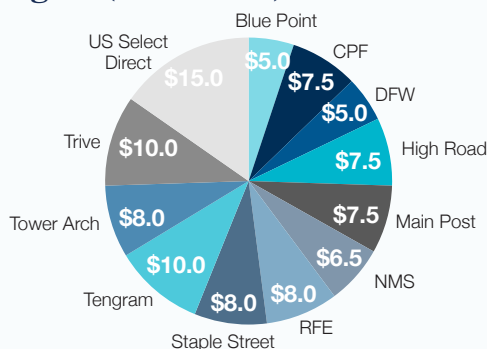 Blue Point
$5.0
CPF
$7.5
DFW
$5.0
High Road
$7.5
Main Post
$7.5
NMS
$6.5
RFE
$8.0
Staple Street
$8.0
Tengram
$10.0
Tower Arch
$8.0
Trive
$10.0
US Select
Direct
$15.0